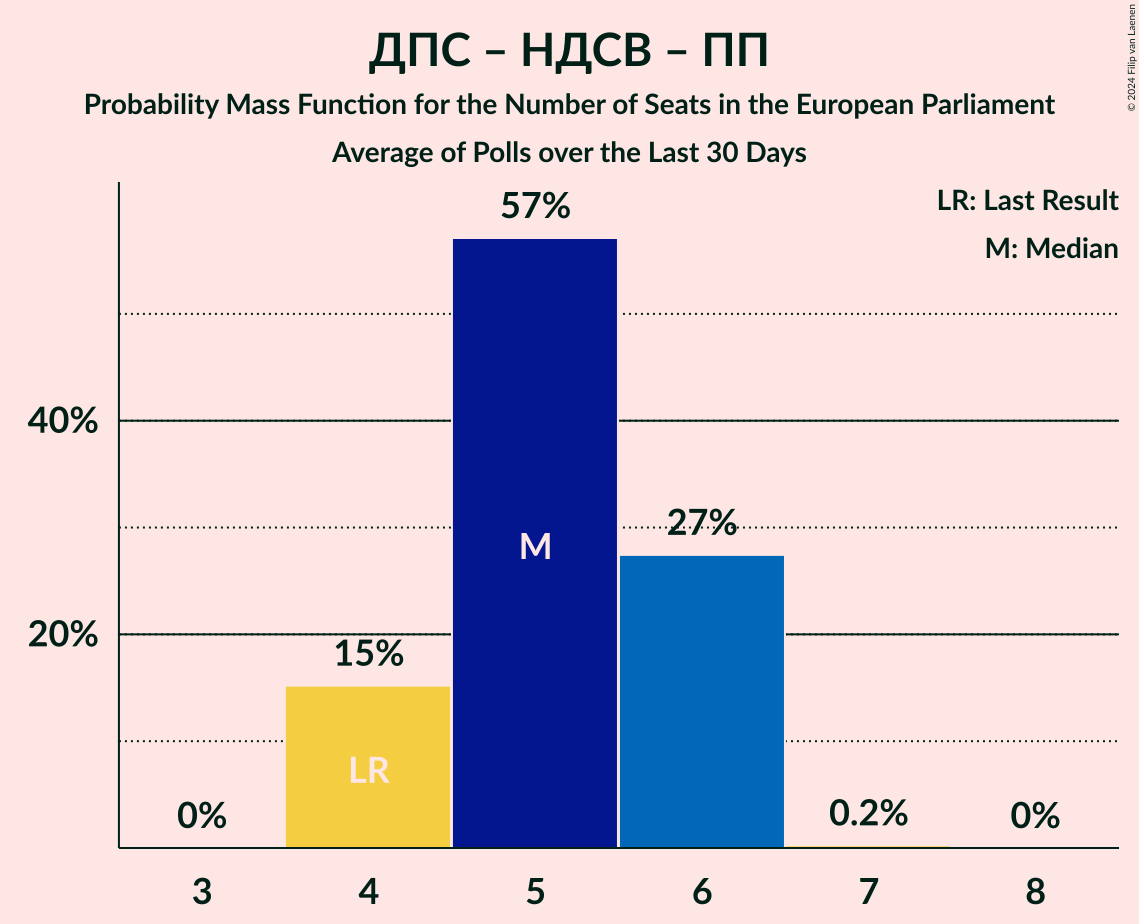 ДПС – НДСВ – ПП
Probability Mass Function for the Number of Seats in the European Parliament
Average of Polls over the Last 30 Days
© 2024 Filip van Laenen
LR: Last Result
M: Median
57%
40%
27%
M
20%
15%
LR
0%
0.2%
0%
3 4 5 6 7 8